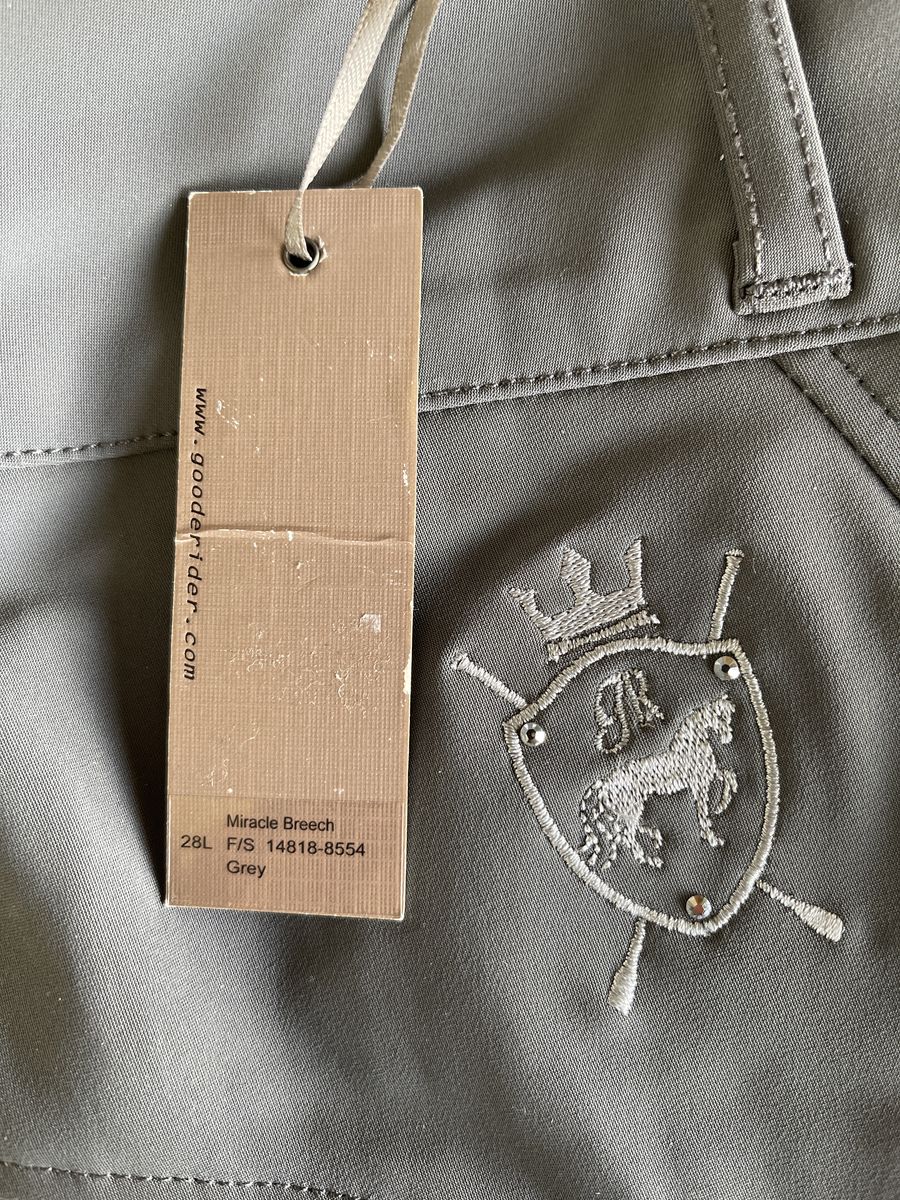 www.gooderider.com
Miracle Breech
28L F/S 14818-8554
Grey